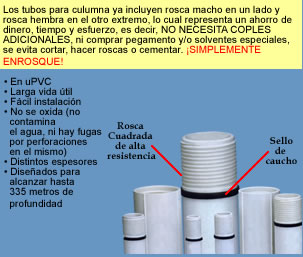 Los tubos para culumna ya incluyen rosca macho en un lado y
rosca hembra en el otro extremo, lo cual representa un ahorro de
dinero, tiempo y esfuerzo, es decir, NO NECESITA COPLES
ADICIONALES, ni comprar pegamento y/o solventes especiales,
se evita cortar, hacer roscas o cementar. ¡SIMPLEMENTE
ENROSQUE!
• En uPVC
• Larga vida útil
• Fácil instalación
• No se oxida (no
contamina
el agua, ni hay fugas
por perforaciones
en el mismo)
• Distintos espesores
• Diseñados para
alcanzar hasta
335 metros de
profundidad
Rosca
Cuadrada
de alta
resistencia
Sello
de
caucho